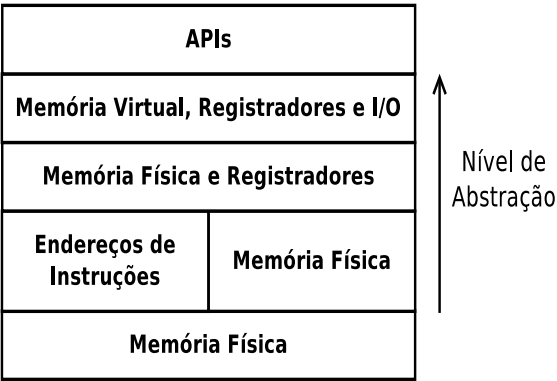 APIs
Memória Virtual, Registradores e I/O
Memória Física e Registradores
Endereços de
Instruções
Memória Física
Memória Física
Nível de
Abstração